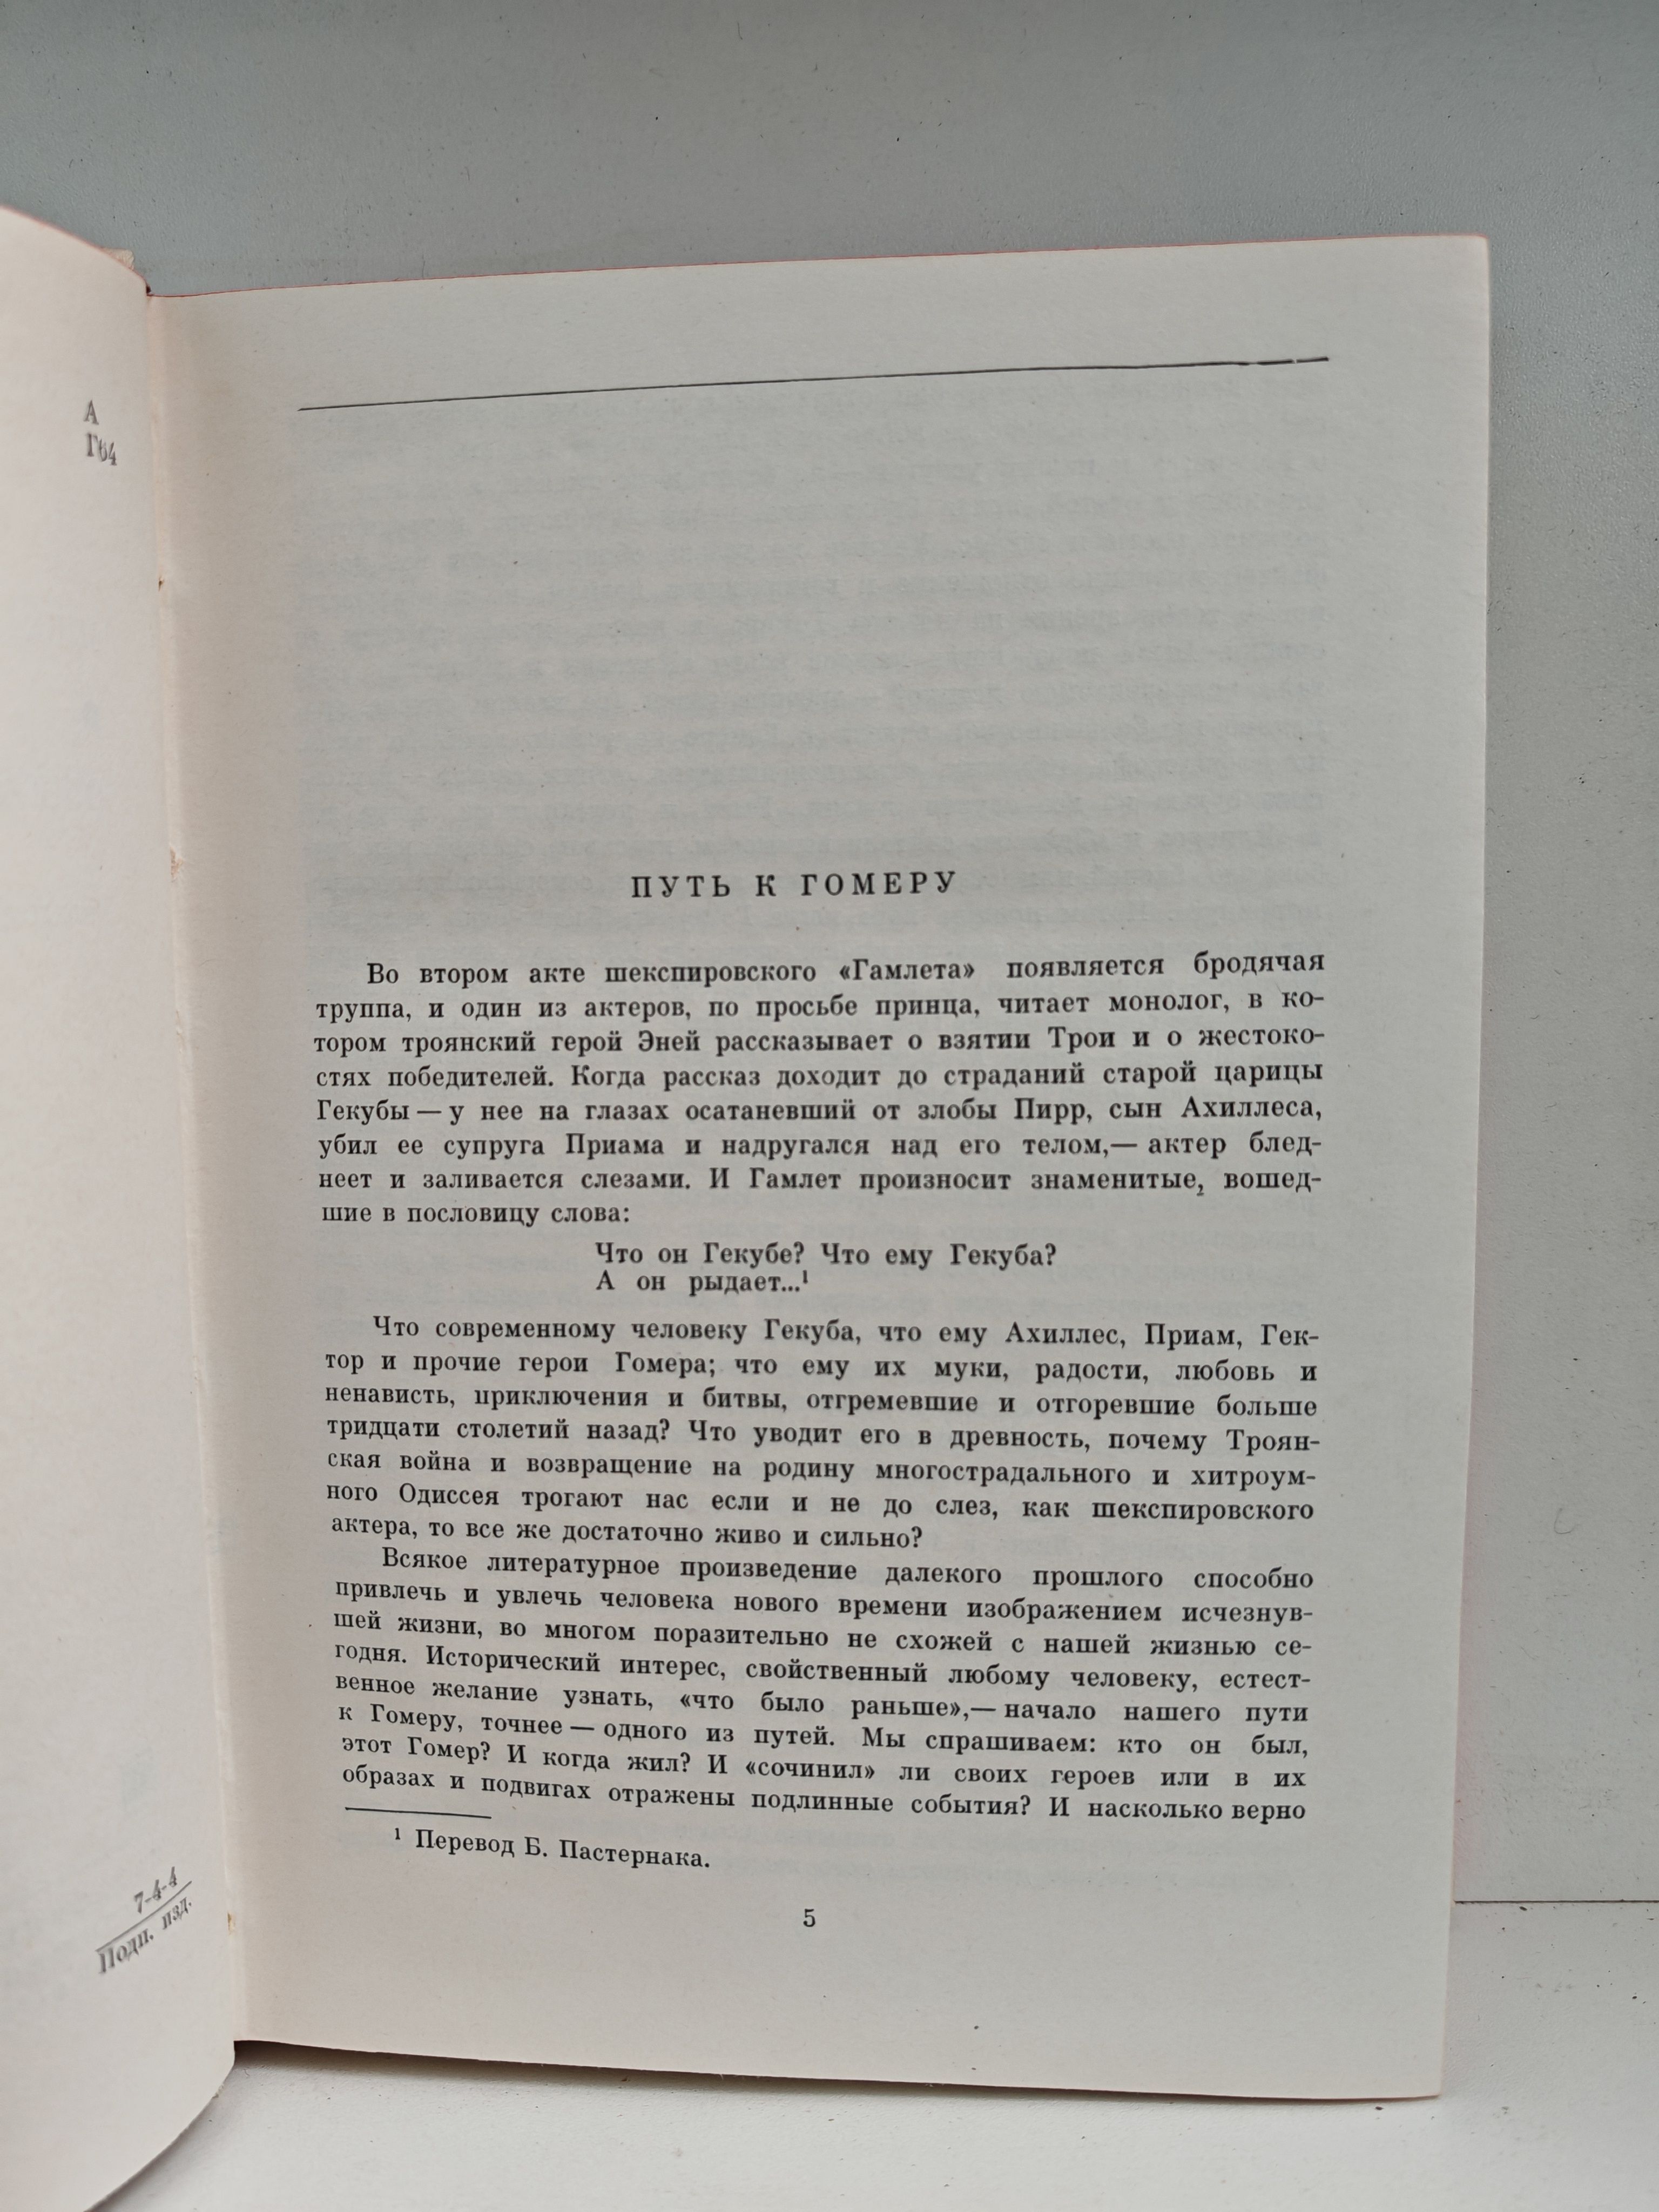 А
Г64
7-4-4
Подп. изд.
ПУТЬ К ГОМЕРУ
Во втором акте шекспировского «Гамлета» появляется бродячая
труппа, и один из актеров, по просьбе принца, читает монолог, в ко-
тором троянский герой Эней рассказывает о взятии Трои и о жестоко-
стях победителей. Когда рассказ доходит до страданий старой царицы
Гекубы — у нее на глазах осатаневший от злобы Пирр, сын Ахиллеса,
убил ее супруга Приама и надругался над его телом,— актер блед-
неет и заливается слезами. И Гамлет произносит знаменитые, вошед-
шие в пословицу слова:
Что он Гекубе? Что ему Гекуба?
А он рыдает...¹
Что современному человеку Гекуба, что ему Ахиллес, Приам, Гек-
тор и прочие герои Гомера; что ему их муки, радости, любовь и
ненависть, приключения и битвы, отгремевшие и отгоревшие больше
тридцати столетий назад? Что уводит его в древность, почему Троян-
ская война и возвращение на родину многострадального и хитроум-
ного Одиссея трогают нас если и не до слез, как шекспировского
актера, то все же достаточно живо и сильно?
Всякое литературное произведение далекого прошлого способно
привлечь и увлечь человека нового времени изображением исчезнув-
шей жизни, во многом поразительно не схожей с нашей жизнью се-
годня. Исторический интерес, свойственный любому человеку, естест-
венное желание узнать, «что было раньше»,— начало нашего пути
к Гомеру, точнее — одного из путей. Мы спрашиваем: кто он был,
этот Гомер? И когда жил? И «сочинил» ли своих героев или в их
образах и подвигах отражены подлинные события? И насколько верно
¹ Перевод Б. Пастернака.
5